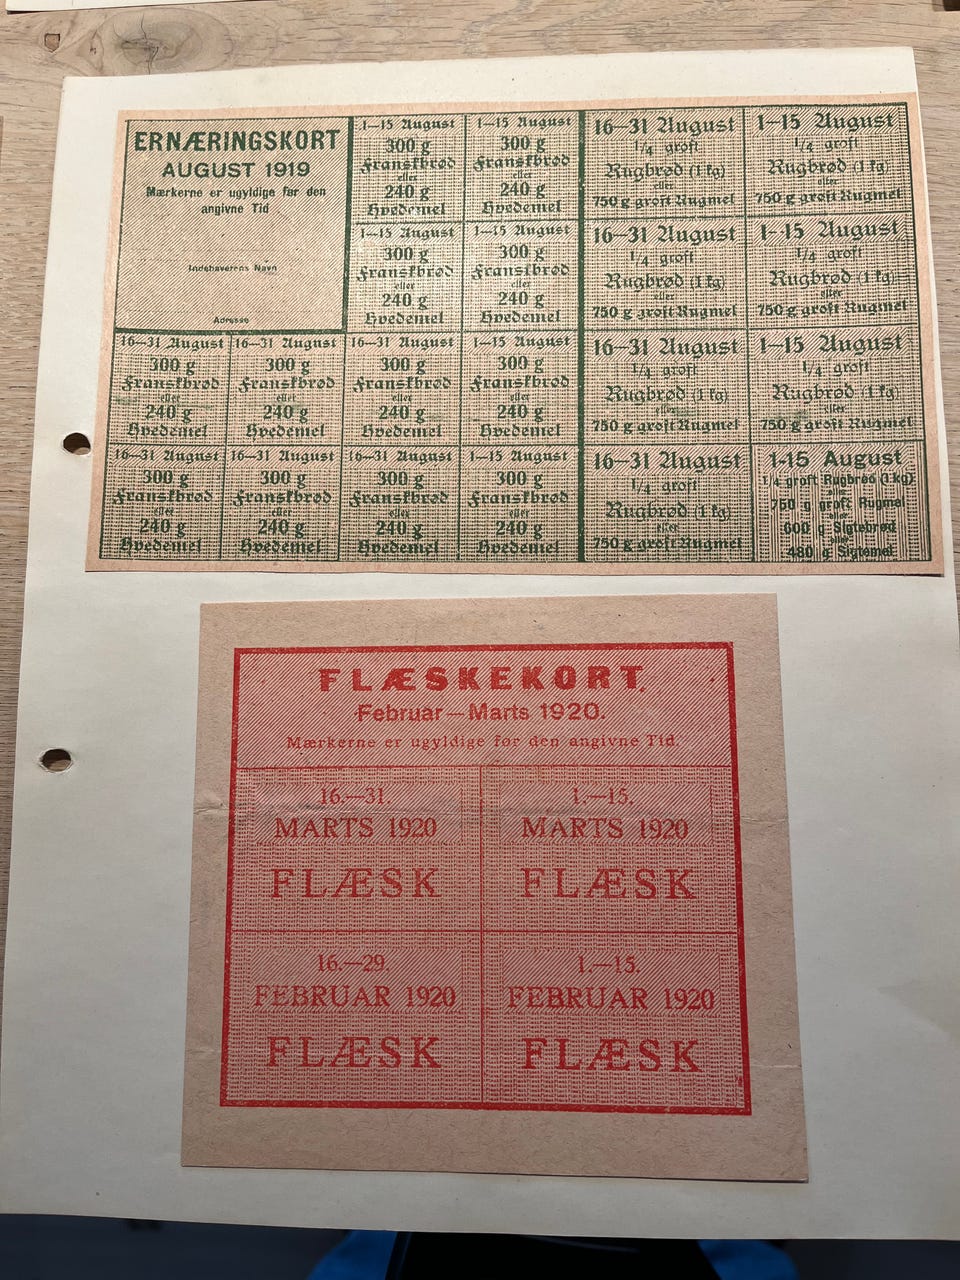 ERNÆRINGSKORT
AUGUST 1919
Mærkerne er ugyldige før den
angivne Tid
Indehaverens Navn
Adresse
1—15 August
300 g
Franskbrød
eller
240 g
Hvedemel
1—15 August
300 g
Franskbrød
eller
240 g
Hvedemel
16—31 August
1/4 groft
Rugbrød (1 kg)
eller
750 g groft Rugmel
1—15 August
1/4 groft
Rugbrød (1 kg)
eller
750 g groft Rugmel
1—15 August
300 g
Franskbrød
eller
240 g
Hvedemel
1—15 August
300 g
Franskbrød
eller
240 g
Hvedemel
16—31 August
1/4 groft
Rugbrød (1 kg)
eller
750 g groft Rugmel
1—15 August
1/4 groft
Rugbrød (1 kg)
eller
750 g groft Rugmel
16—31 August
300 g
Franskbrød
eller
240 g
Hvedemel
16—31 August
300 g
Franskbrød
eller
240 g
Hvedemel
16—31 August
300 g
Franskbrød
eller
240 g
Hvedemel
1—15 August
300 g
Franskbrød
eller
240 g
Hvedemel
16—31 August
1/4 groft
Rugbrød (1 kg)
eller
750 g groft Rugmel
1—15 August
1/4 groft
Rugbrød (1 kg)
eller
750 g groft Rugmel
16—31 August
300 g
Franskbrød
eller
240 g
Hvedemel
16—31 August
300 g
Franskbrød
eller
240 g
Hvedemel
16—31 August
300 g
Franskbrød
eller
240 g
Hvedemel
1—15 August
300 g
Franskbrød
eller
240 g
Hvedemel
16—31 August
1/4 groft
Rugbrød (1 kg)
eller
750 g groft Rugmel
1-15 August
1/4 groft Rugbrød (1 kg)
eller
750 g groft Rugmel
eller
600 g Sigtebrød
eller
480 g Sigtemel
FLÆSKEKORT.
Februar—Marts 1920.
Mærkerne er ugyldige før den angivne Tid.
16.—31.
MARTS 1920
FLÆSK
1.—15.
MARTS 1920
FLÆSK
16.—29.
FEBRUAR 1920
FLÆSK
1.—15.
FEBRUAR 1920
FLÆSK